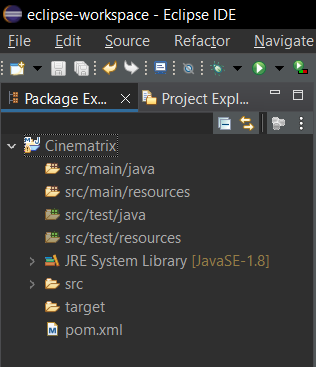 eclipse-workspace - Eclipse IDE
File Edit Source Refactor Navigate
Package Ex... Project Expl...
Cinematrix
src/main/java
src/main/resources
src/test/java
src/test/resources
JRE System Library [JavaSE-1.8]
src
target
pom.xml